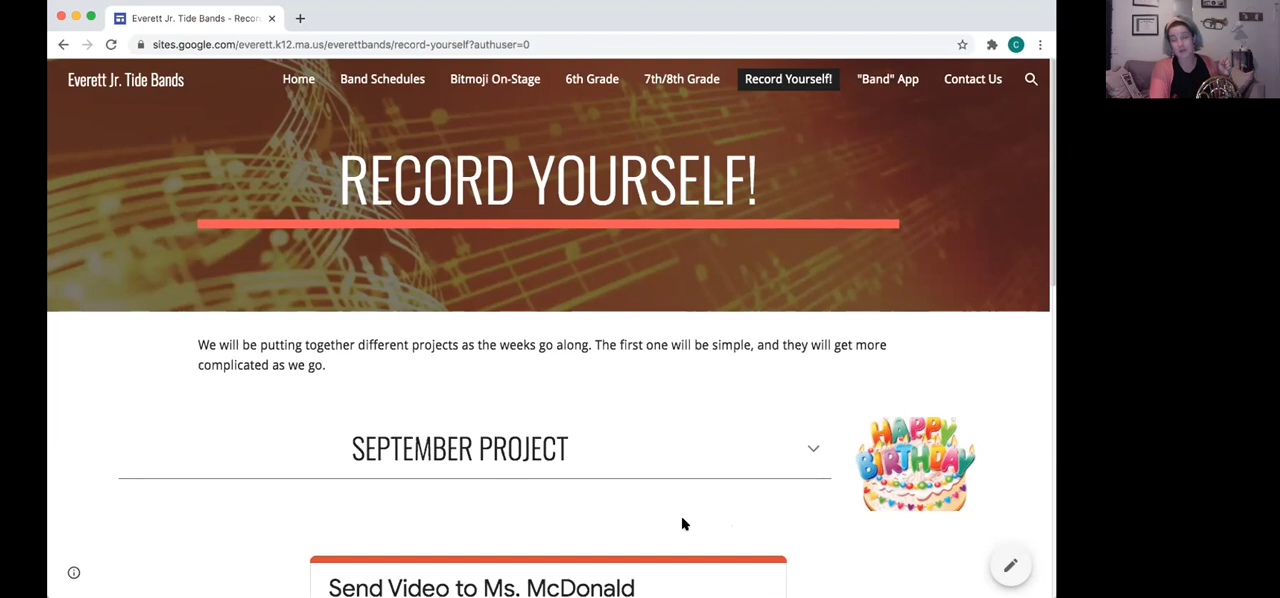 Everett Jr. Tide Bands - Recor
sites.google.com/everett.k12.ma.us/everettbands/record-yourself?authuser=0
C
Everett Jr. Tide Bands
Home
Band Schedules
Bitmoji On-Stage
6th Grade
7th/8th Grade
Record Yourself!
"Band" App
Contact Us
RECORD YOURSELF!
We will be putting together different projects as the weeks go along. The first one will be simple, and they will get more
complicated as we go.
SEPTEMBER PROJECT
HAPPY
BIRTHDAY
Send Video to Ms. McDonald